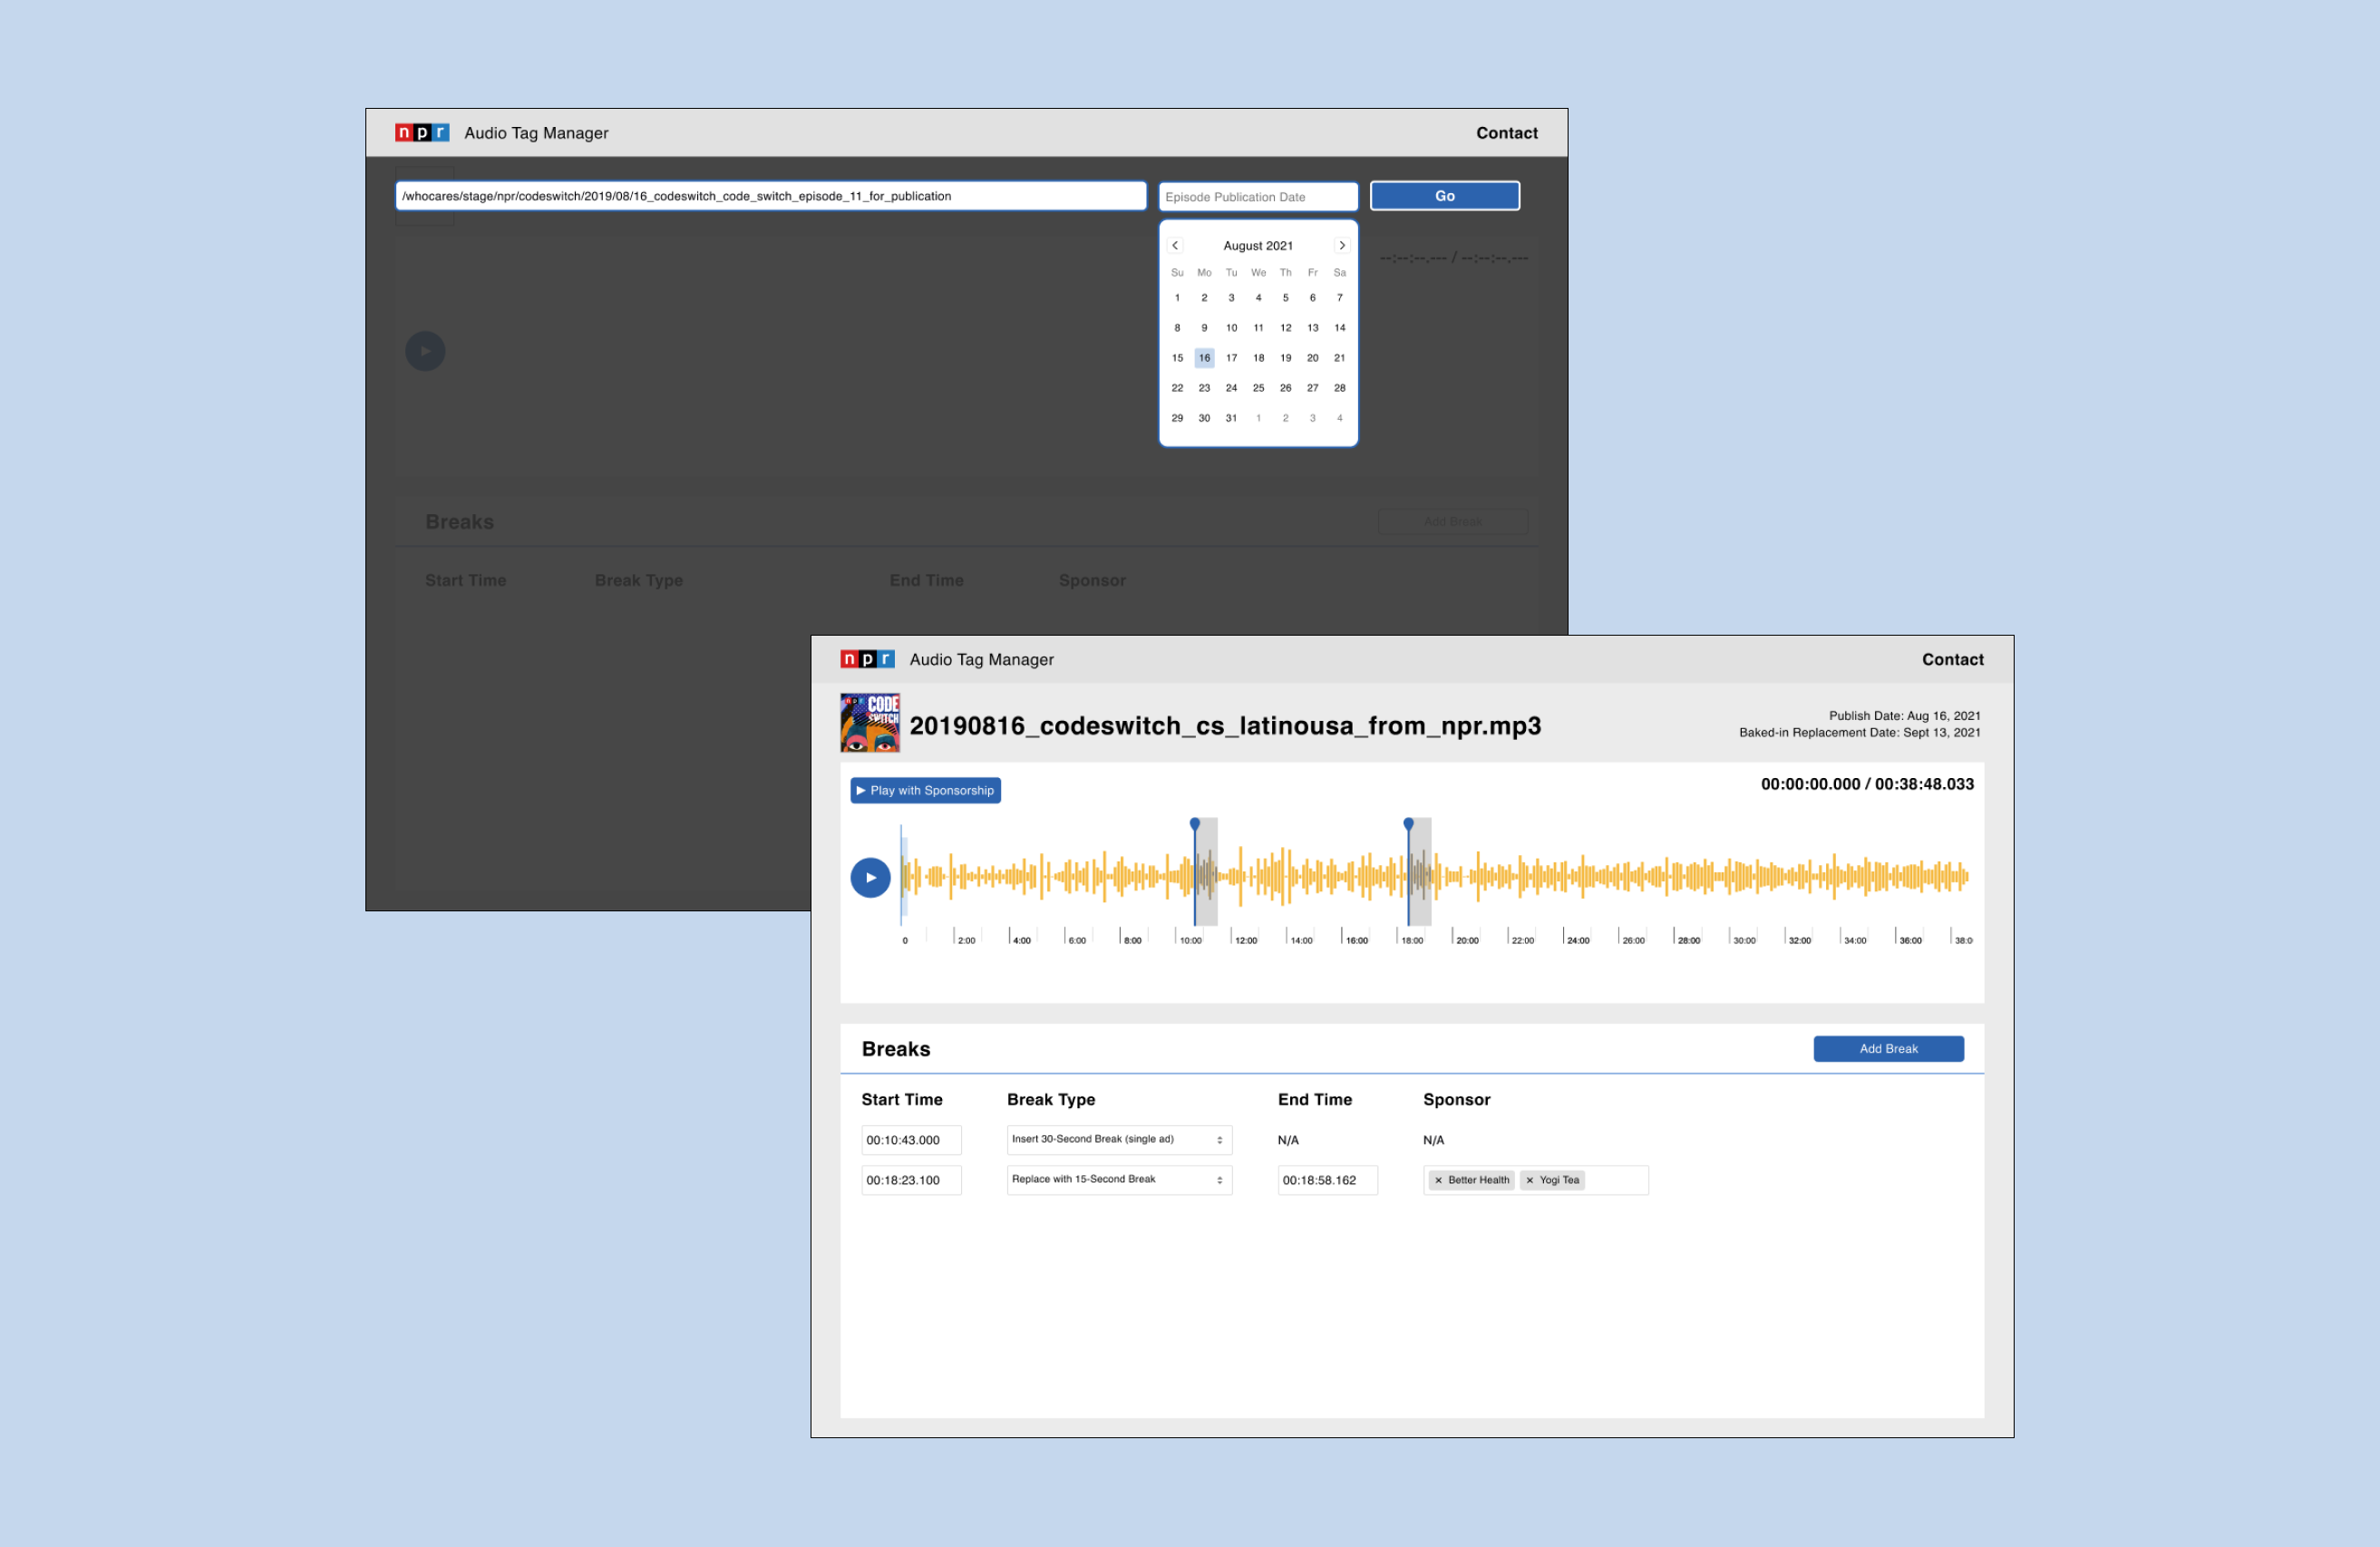 npr Audio Tag Manager Contact
/whocares/stage/npr/codeswitch/2019/08/16_codeswitch_code_switch_episode_11_for_publication Episode Publication Date Go
August 2021
--:--:--.--- / --:--:--.---
Su Mo Tu We Th Fr Sa
1 2 3 4 5 6 7
8 9 10 11 12 13 14
15 16 17 18 19 20 21
22 23 24 25 26 27 28
29 30 31 1 2 3 4
Breaks Add Break
Start Time Break Type End Time Sponsor
npr Audio Tag Manager Contact
npr CODE
SWITCH
20190816_codeswitch_cs_latinousa_from_npr.mp3
Publish Date: Aug 16, 2021
Baked-in Replacement Date: Sept 13, 2021
Play with Sponsorship 00:00:00.000 / 00:38:48.033
0 2:00 4:00 6:00 8:00 10:00 12:00 14:00 16:00 18:00 20:00 22:00 24:00 26:00 28:00 30:00 32:00 34:00 36:00 38:0
Breaks Add Break
Start Time Break Type End Time Sponsor
00:10:43.000 Insert 30-Second Break (single ad) N/A N/A
00:18:23.100 Replace with 15-Second Break 00:18:58.162 × Better Health × Yogi Tea